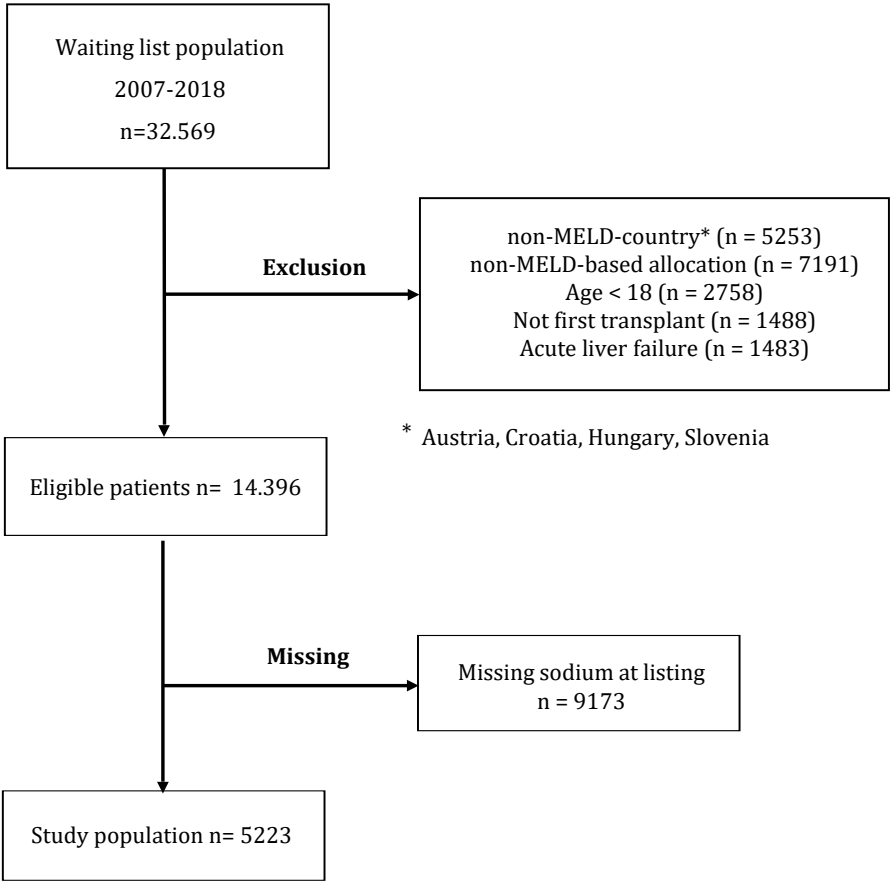 Waiting list population
2007-2018
n=32.569
Exclusion
non-MELD-country* (n = 5253)
non-MELD-based allocation (n = 7191)
Age < 18 (n = 2758)
Not first transplant (n = 1488)
Acute liver failure (n = 1483)
* Austria, Croatia, Hungary, Slovenia
Eligible patients n= 14.396
Missing
Missing sodium at listing
n = 9173
Study population n= 5223